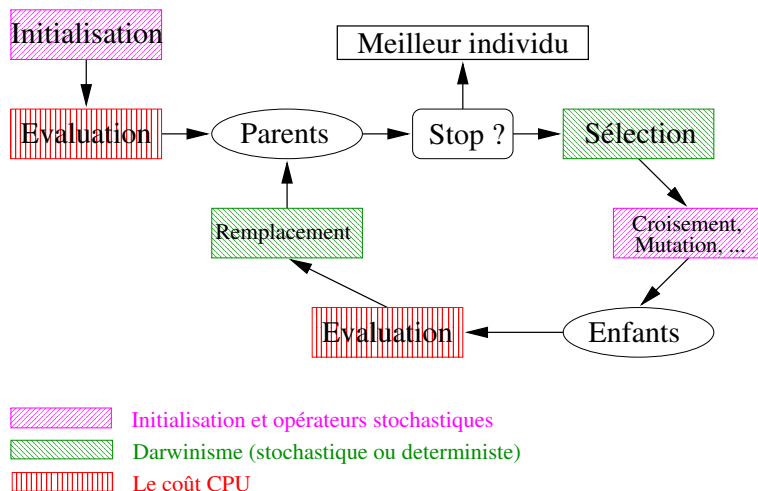 Initialisation
Meilleur individu
Evaluation
Parents
Stop ?
Sélection
Remplacement
Croisement,
Mutation, ...
Evaluation
Enfants
Initialisation et opérateurs stochastiques
Darwinisme (stochastique ou deterministe)
Le coût CPU